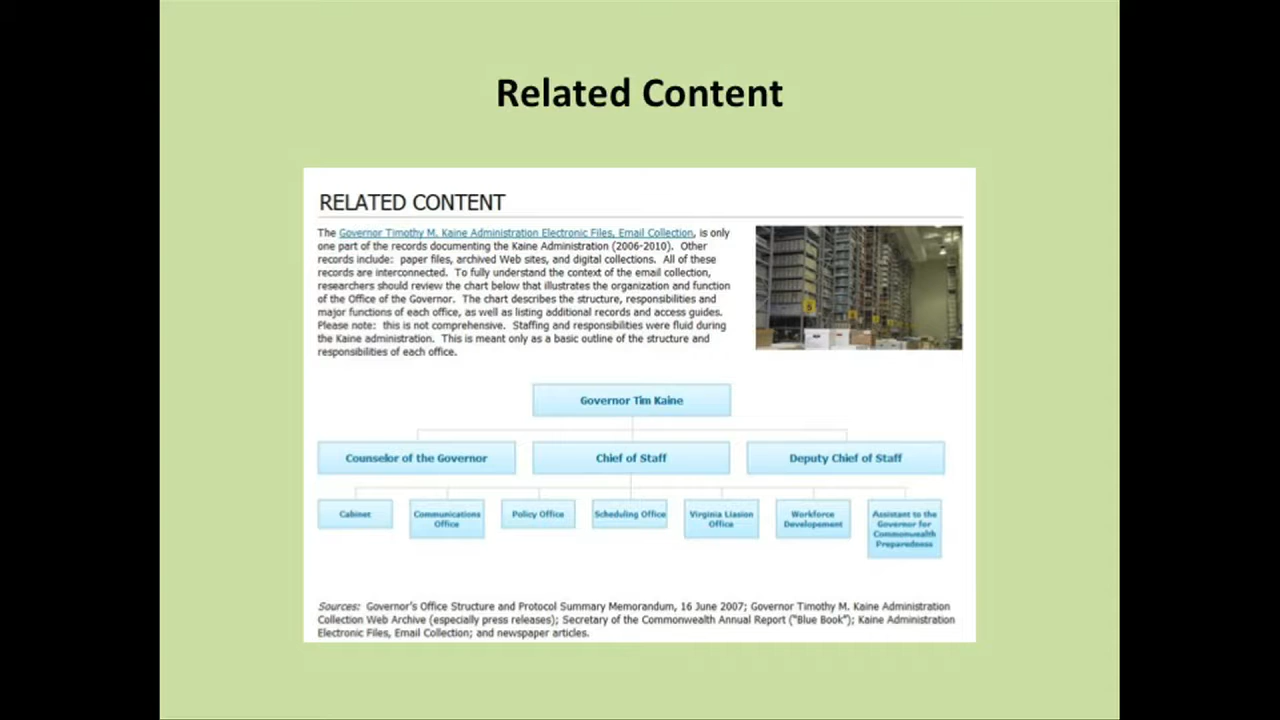 Related Content
RELATED CONTENT
The Governor Timothy M. Kaine Administration Electronic Files, Email Collection, is only
one part of the records documenting the Kaine Administration (2006-2010). Other
records include: paper files, archived Web sites, and digital collections. All of these
records are interconnected. To fully understand the context of the email collection,
researchers should review the chart below that illustrates the organization and function
of the Office of the Governor. The chart describes the structure, responsibilities and
major functions of each office, as well as listing additional records and access guides.
Please note: this is not comprehensive. Staffing and responsibilities were fluid during
the Kaine administration. This is meant only as a basic outline of the structure and
responsibilities of each office.
Governor Tim Kaine
Counselor of the Governor
Chief of Staff
Deputy Chief of Staff
Cabinet
Communications
Office
Policy Office
Scheduling Office
Virginia Liasion
Office
Workforce
Developement
Assistant to the
Governor for
Commonwealth
Preparedness
Sources: Governor's Office Structure and Protocol Summary Memorandum, 16 June 2007; Governor Timothy M. Kaine Administration
Collection Web Archive (especially press releases); Secretary of the Commonwealth Annual Report ("Blue Book"); Kaine Administration
Electronic Files, Email Collection; and newspaper articles.